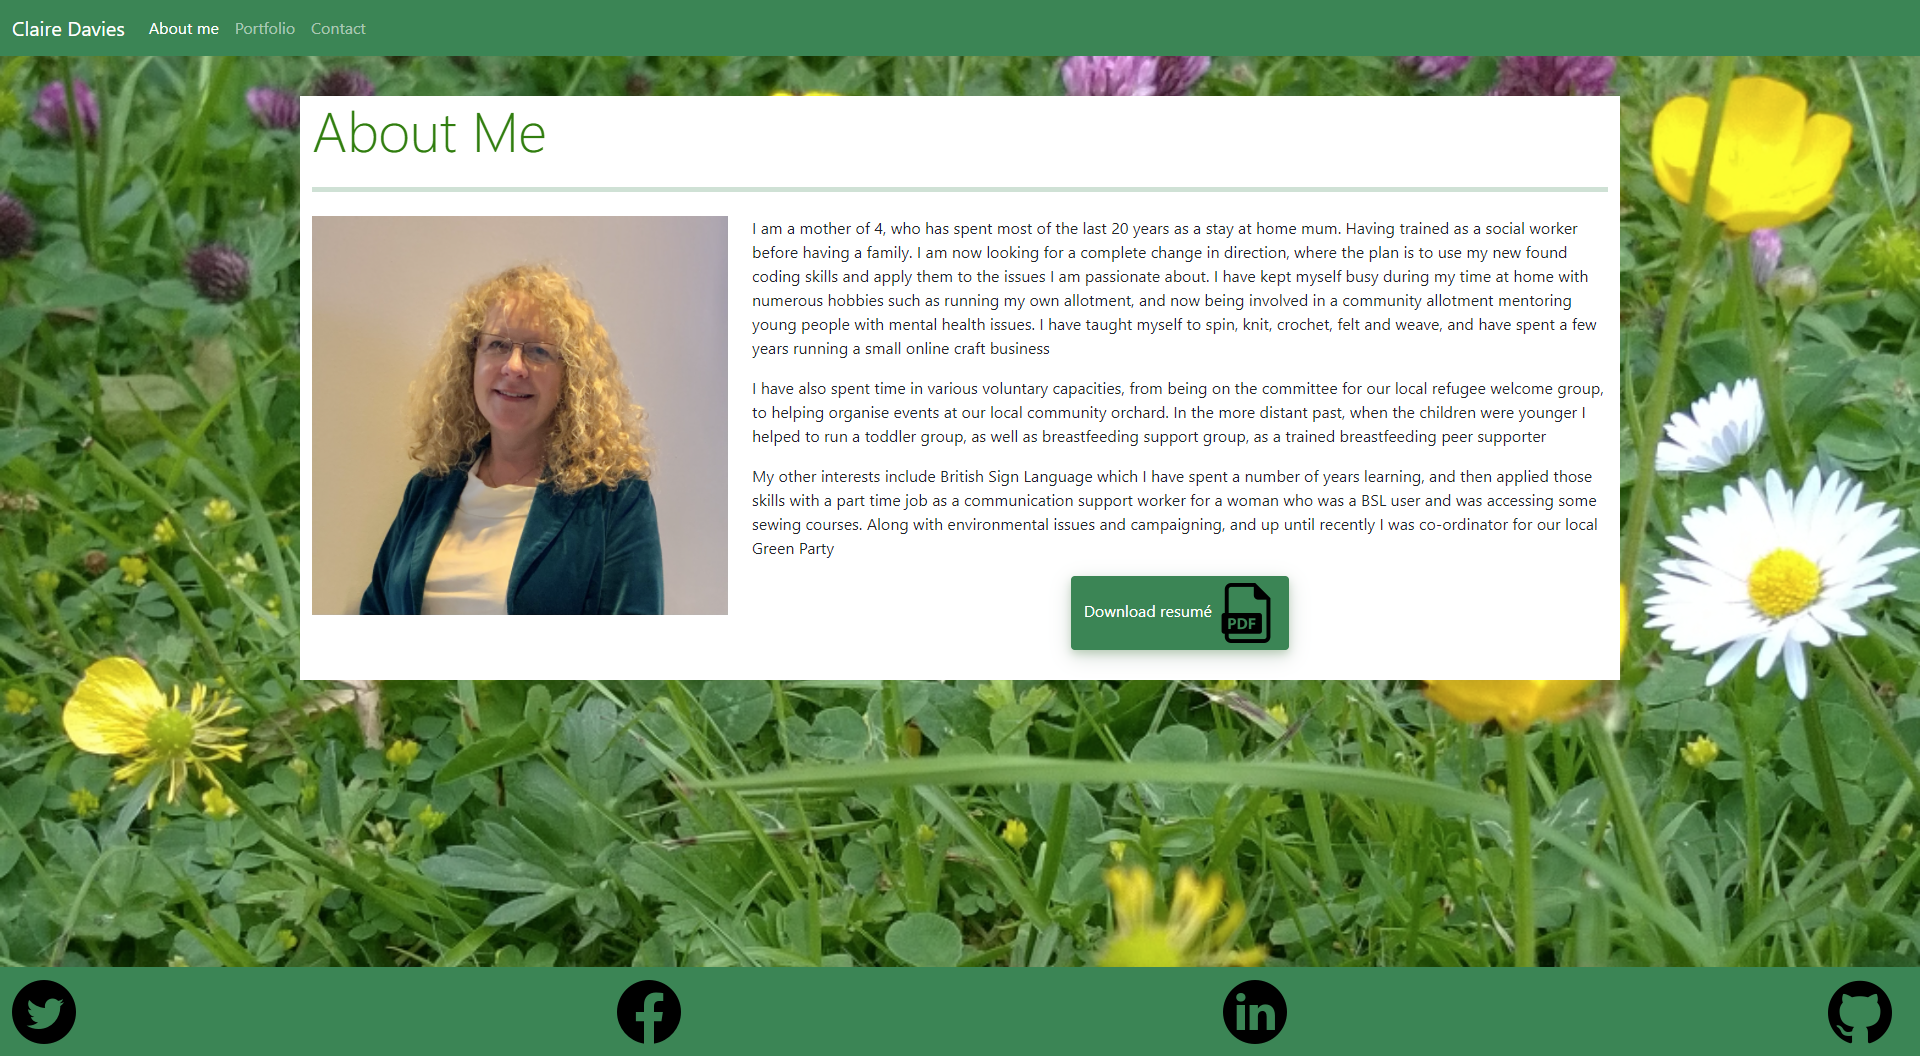 Claire Davies About me Portfolio Contact
About Me
I am a mother of 4, who has spent most of the last 20 years as a stay at home mum. Having trained as a social worker
before having a family. I am now looking for a complete change in direction, where the plan is to use my new found
coding skills and apply them to the issues I am passionate about. I have kept myself busy during my time at home with
numerous hobbies such as running my own allotment, and now being involved in a community allotment mentoring
young people with mental health issues. I have taught myself to spin, knit, crochet, felt and weave, and have spent a few
years running a small online craft business
I have also spent time in various voluntary capacities, from being on the committee for our local refugee welcome group,
to helping organise events at our local community orchard. In the more distant past, when the children were younger I
helped to run a toddler group, as well as breastfeeding support group, as a trained breastfeeding peer supporter
My other interests include British Sign Language which I have spent a number of years learning, and then applied those
skills with a part time job as a communication support worker for a woman who was a BSL user and was accessing some
sewing courses. Along with environmental issues and campaigning, and up until recently I was co-ordinator for our local
Green Party
Download resumé PDF
in